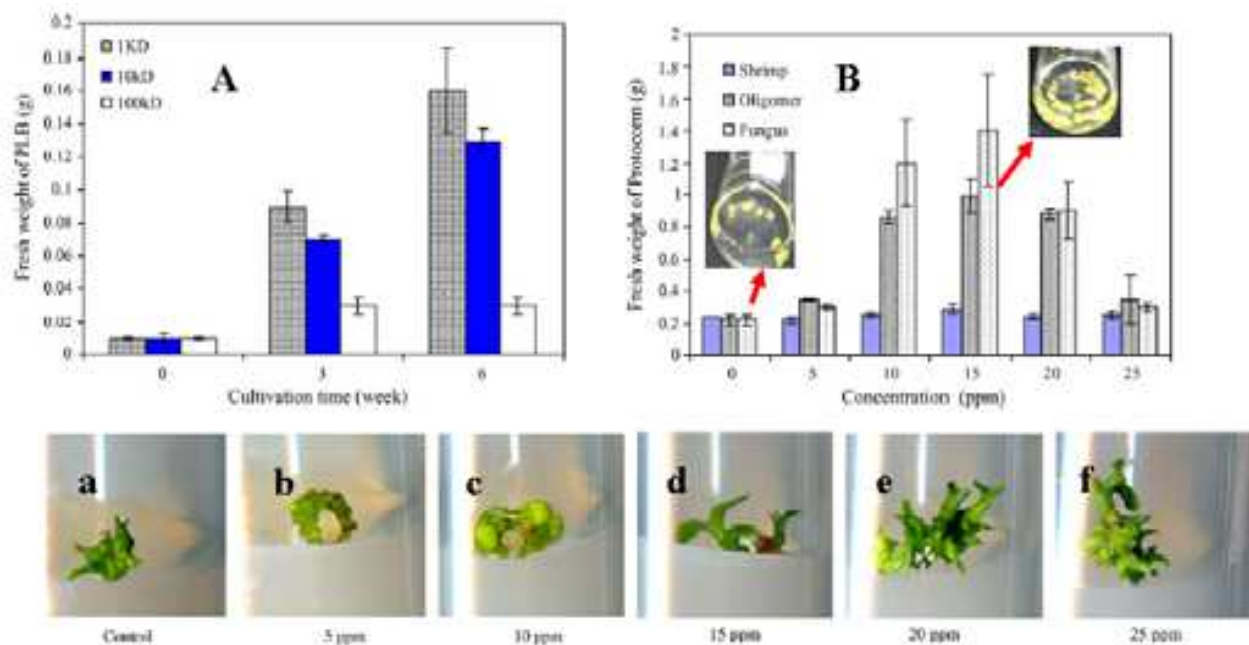 0.2
0.18
0.16
0.14
0.12
0.1
0.08
0.06
0.04
0.02
0
Fresh weight of PLB (g)
1KD
10kD
100kD
A
0
3
6
Cultivation time (week)
2
1.8
1.6
1.4
1.2
1
0.8
0.6
0.4
0.2
0
Fresh weight of Protocorm (g)
Shrimp
Oligomer
Fungus
B
0
5
10
15
20
25
Concentration (ppm)
a
b
c
d
e
f
Control
5 ppm
10 ppm
15 ppm
20 ppm
25 ppm